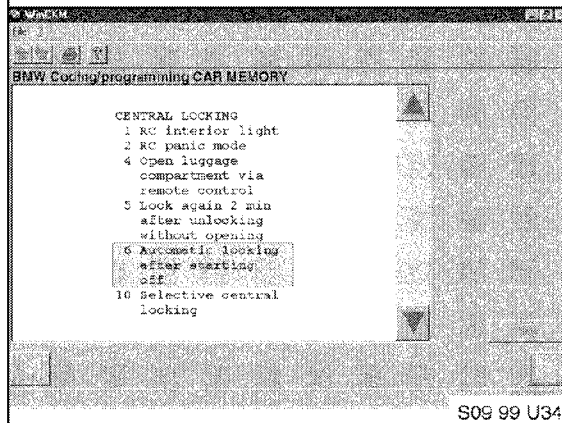 WinCKM
BMW Coding/programming CAR MEMORY
CENTRAL LOCKING
1 RC interior light
2 RC panic mode
4 Open luggage
compartment via
remote control
5 Lock again 2 min
after unlocking
without opening
6 Automatic locking
after starting
off
10 Selective central
locking
S09 99 U34